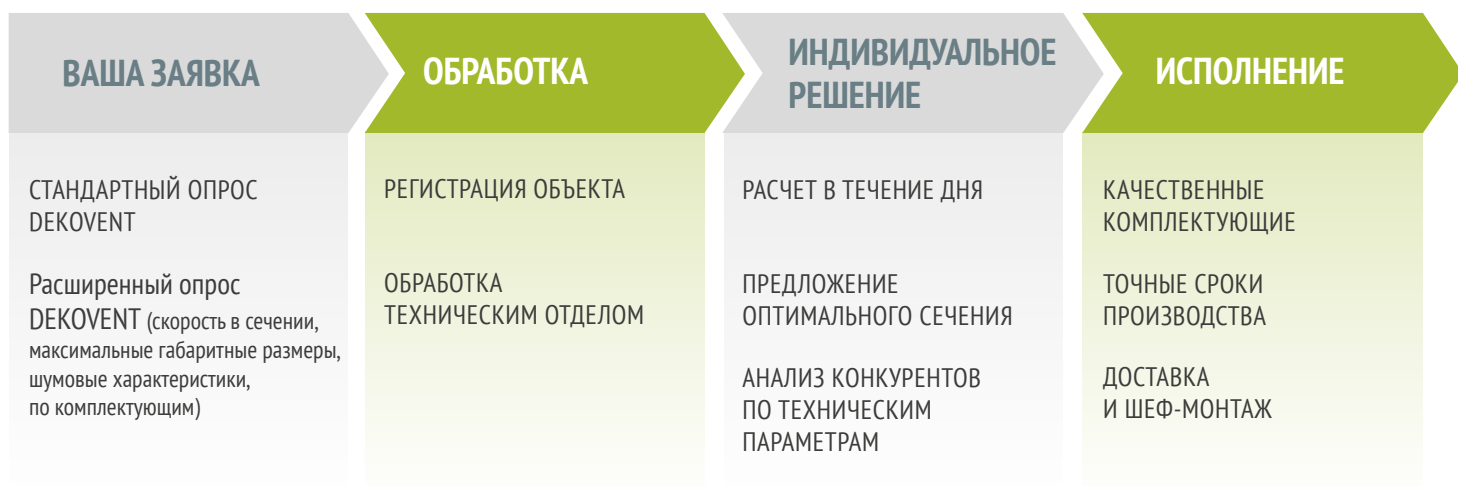 ВАША ЗАЯВКА
СТАНДАРТНЫЙ ОПРОС
DEKOVENT
Расширенный опрос
DEKOVENT (скорость в сечении,
максимальные габаритные размеры,
шумовые характеристики,
по комплектующим)
ОБРАБОТКА
РЕГИСТРАЦИЯ ОБЪЕКТА
ОБРАБОТКА
ТЕХНИЧЕСКИМ ОТДЕЛОМ
ИНДИВИДУАЛЬНОЕ
РЕШЕНИЕ
РАСЧЕТ В ТЕЧЕНИЕ ДНЯ
ПРЕДЛОЖЕНИЕ
ОПТИМАЛЬНОГО СЕЧЕНИЯ
АНАЛИЗ КОНКУРЕНТОВ
ПО ТЕХНИЧЕСКИМ
ПАРАМЕТРАМ
ИСПОЛНЕНИЕ
КАЧЕСТВЕННЫЕ
КОМПЛЕКТУЮЩИЕ
ТОЧНЫЕ СРОКИ
ПРОИЗВОДСТВА
ДОСТАВКА
И ШЕФ-МОНТАЖ